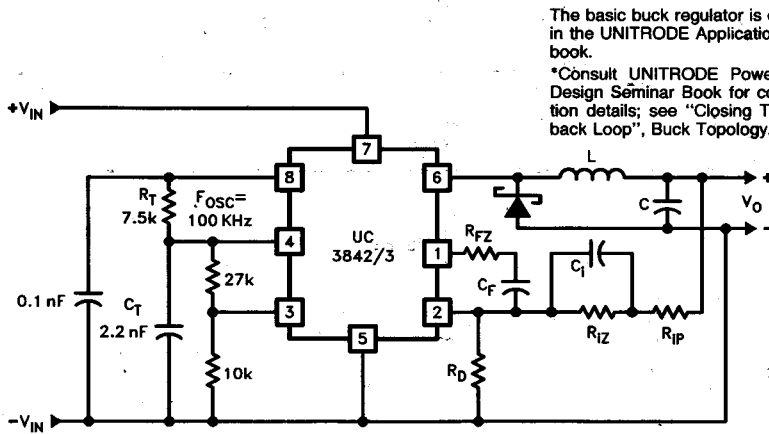 The basic buck regulator is
in the UNITRODE Application
book.
*Consult UNITRODE Powe
Design Seminar Book for co
tion details; see "Closing T
back Loop", Buck Topology.
+VIN
7
8
6
L
+
RT
7.5k
FOSC=
100 KHz
C
VO
-
4
UC
3842/3
1
RFZ
27k
CF
Ci
0.1 nF
CT
2.2 nF
3
2
RiZ
RiP
5
10k
RD
-VIN